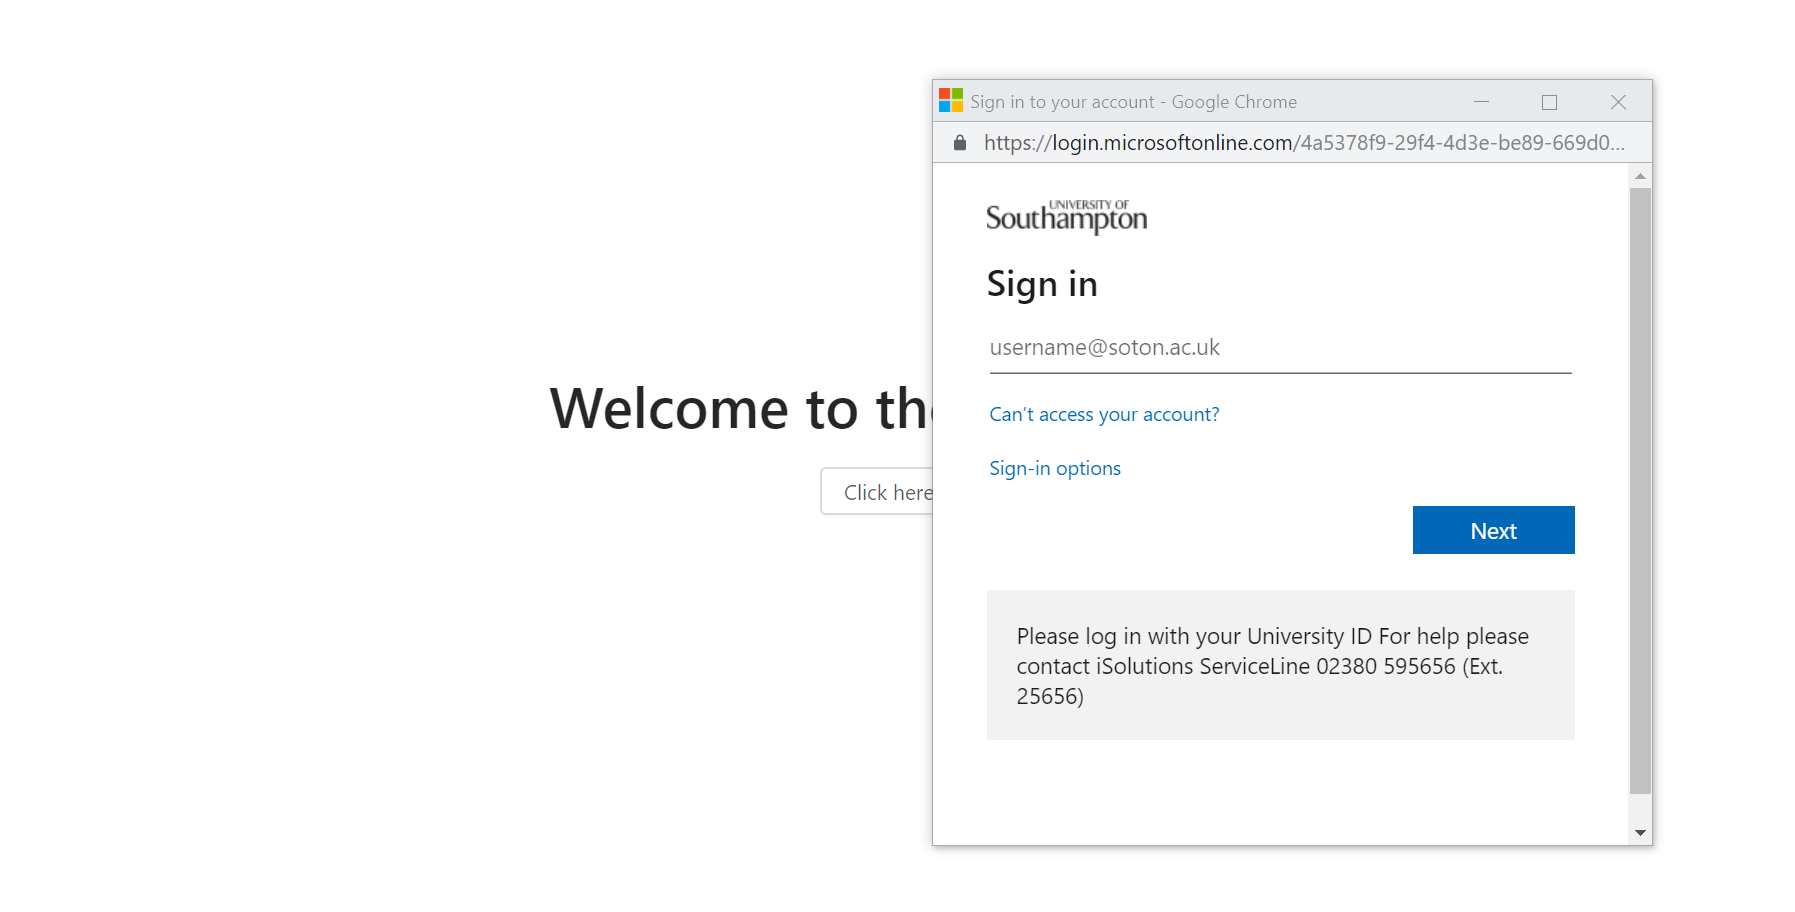 Sign in to your account - Google Chrome
https://login.microsoftonline.com/4a5378f9-29f4-4d3e-be89-669d0...
UNIVERSITY OF
Southampton
Sign in
username@soton.ac.uk
Can't access your account?
Sign-in options
Next
Please log in with your University ID For help please
contact iSolutions ServiceLine 02380 595656 (Ext.
25656)
Welcome to the
Click here